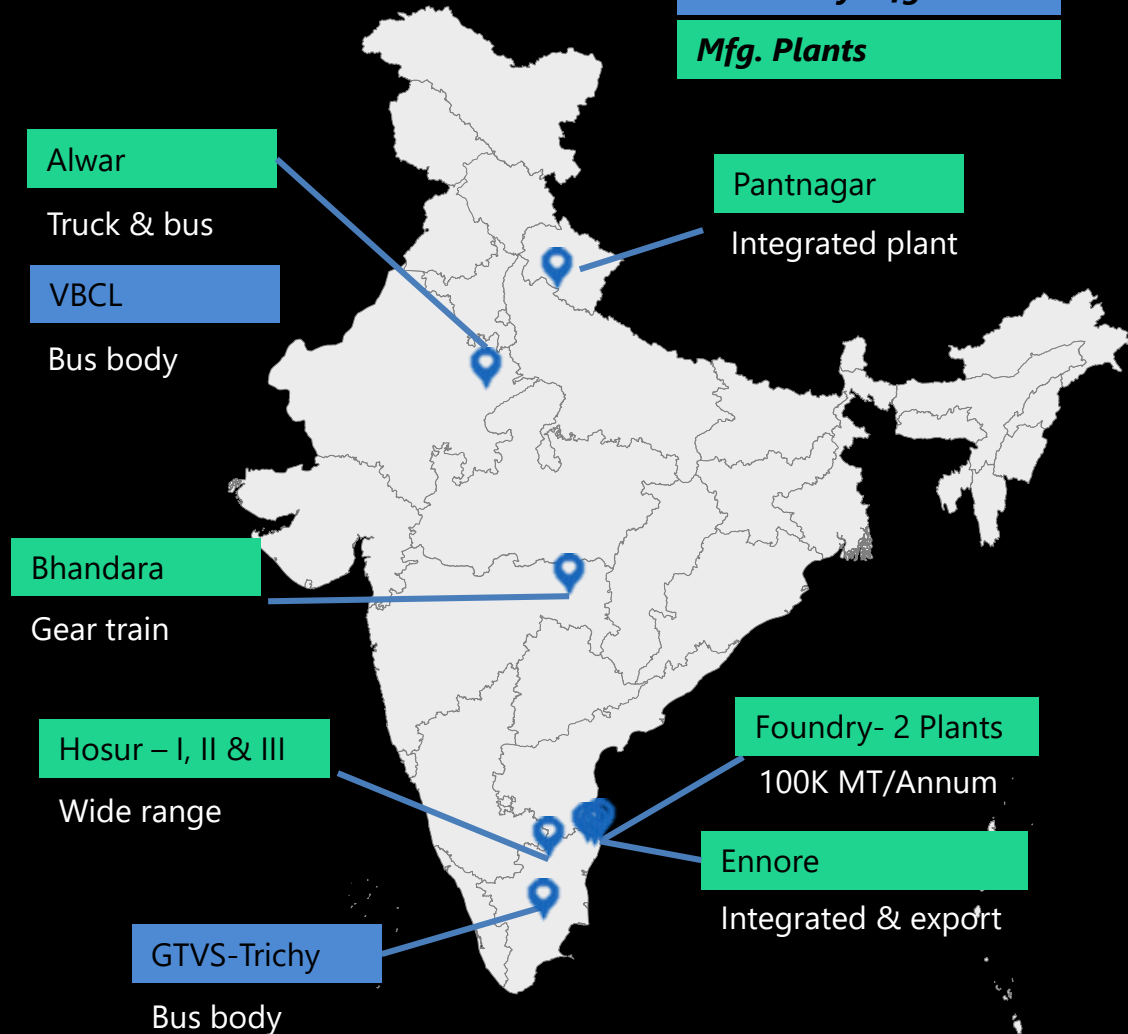 Mfg. Plants
Alwar
Truck & bus
VBCL
Bus body
Pantnagar
Integrated plant
Bhandara
Gear train
Hosur – I, II & III
Wide range
Foundry- 2 Plants
100K MT/Annum
Ennore
Integrated & export
GTVS-Trichy
Bus body